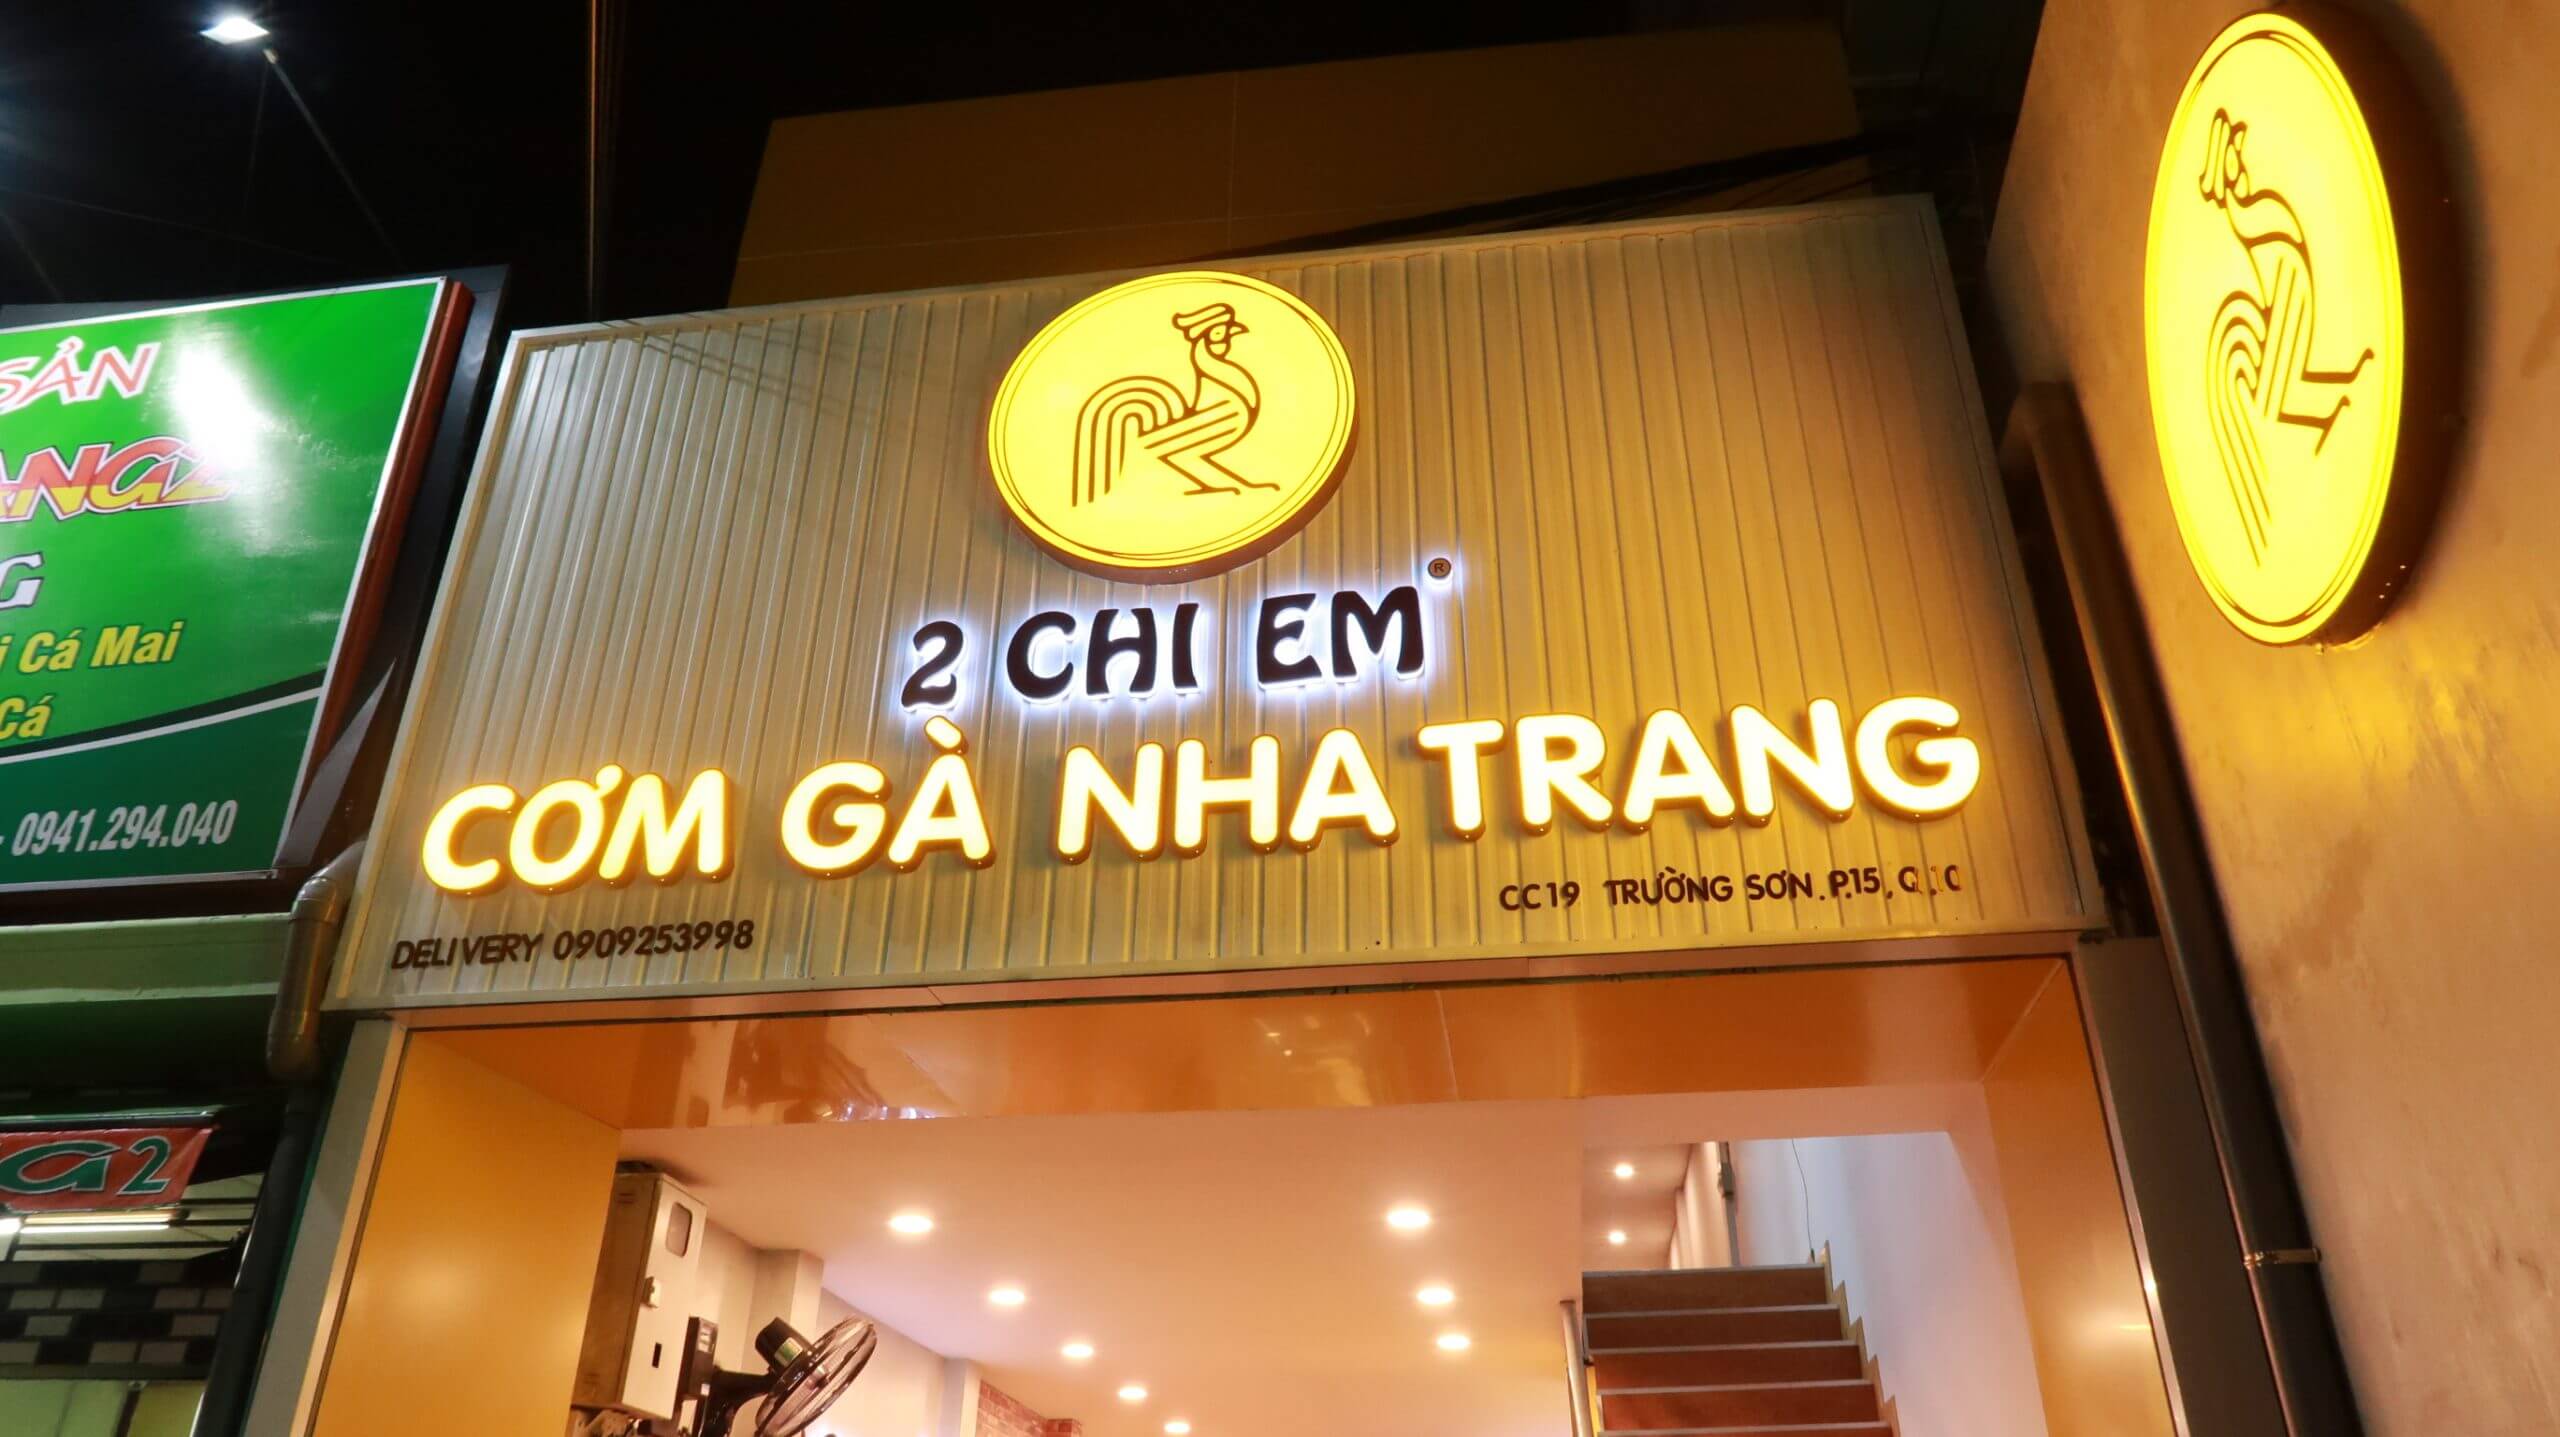 2 CHI EM ®
CƠM GÀ NHA TRANG
DELIVERY 0909253998
CC19 TRƯỜNG SƠN.P.15, Q.10
SẢN
Cá Mai
Cá
- 0941.294.040
2